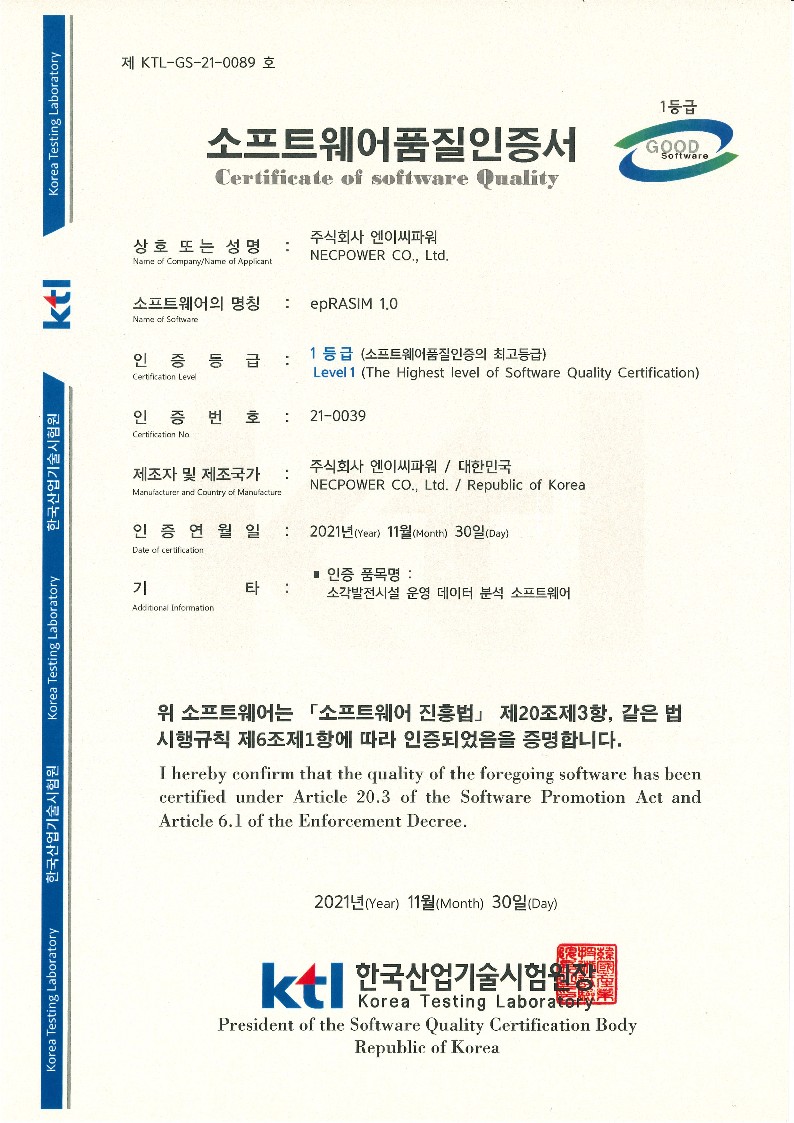 제 KTL-GS-21-0089 호
1등급
GOOD
Software
소프트웨어품질인증서
Certificate of software Quality
상 호 또 는 성 명 :
Name of Company/Name of Applicant
주식회사 엔이씨파워
NECPOWER CO., Ltd.
소프트웨어의 명칭 : epRASIM 1.0
Name of Software
인 증 등 급 :
Certification Level
1 등 급 (소프트웨어품질인증의 최고등급)
Level 1 (The Highest level of Software Quality Certification)
인 증 번 호 : 21-0039
Certification No
제조자 및 제조국가 :
Manufacturer and Country of Manufacture
주식회사 엔이씨파워 / 대한민국
NECPOWER CO., Ltd. / Republic of Korea
인 증 연 월 일 : 2021년(Year) 11월(Month) 30일(Day)
Date of certification
기 타 :
Additional Information
■ 인증 품목명 :
소각발전시설 운영 데이터 분석 소프트웨어
위 소프트웨어는 「소프트웨어 진흥법」 제20조제3항, 같은 법
시행규칙 제6조제1항에 따라 인증되었음을 증명합니다.
I hereby confirm that the quality of the foregoing software has been
certified under Article 20.3 of the Software Promotion Act and
Article 6.1 of the Enforcement Decree.
2021년(Year) 11월(Month) 30일(Day)
ktl 한국산업기술시험원장
Korea Testing Laboratory
President of the Software Quality Certification Body
Republic of Korea
Korea Testing Laboratory
ktl
한국산업기술시험원
Korea Testing Laboratory
한국산업기술시험원
Korea Testing Laboratory